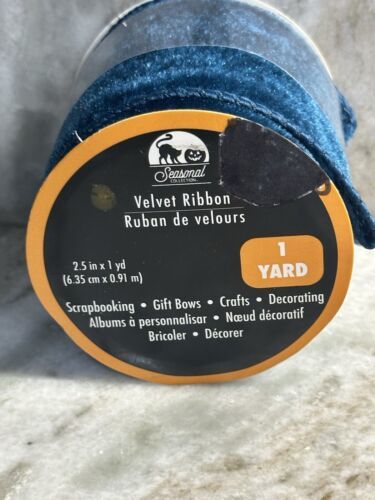 Seasonal
COLLECTION™
Velvet Ribbon
Ruban de velours
2.5 in x 1 yd
(6.35 cm x 0.91 m)
1
YARD
Scrapbooking • Gift Bows • Crafts • Decorating
Albums à personnalisar • Nœud décoratif
Bricoler • Décorer